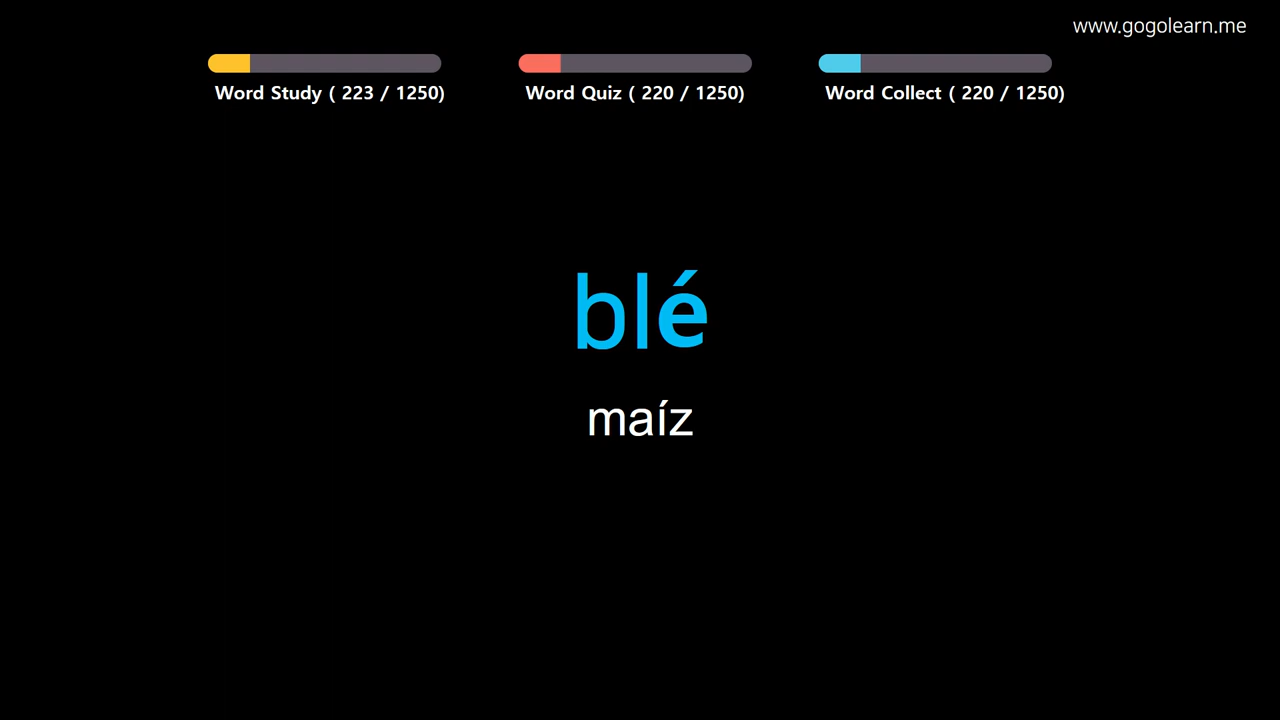 www.gogolearn.me
Word Study ( 223 / 1250)
Word Quiz ( 220 / 1250)
Word Collect ( 220 / 1250)
blé
maíz